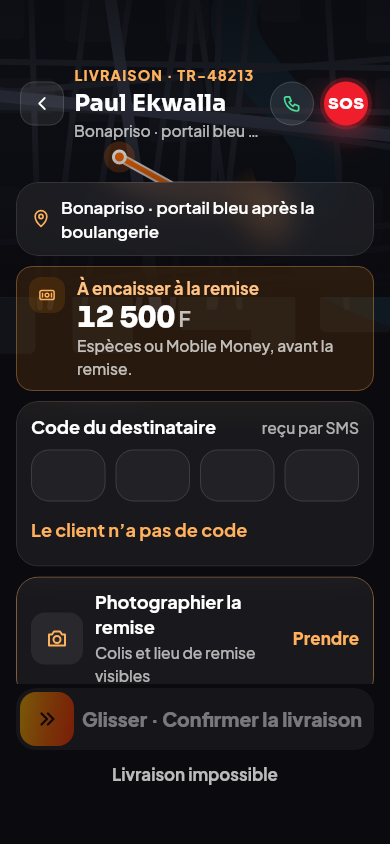 LIVRAISON · TR-48213
Paul Ekwalla
Bonapriso · portail bleu ...
SOS
Bonapriso · portail bleu après la
boulangerie
À encaisser à la remise
12 500 F
Espèces ou Mobile Money, avant la
remise.
Code du destinataire
reçu par SMS
Le client n’a pas de code
Photographier la
remise
Colis et lieu de remise
visibles
Prendre
Glisser · Confirmer la livraison
Livraison impossible